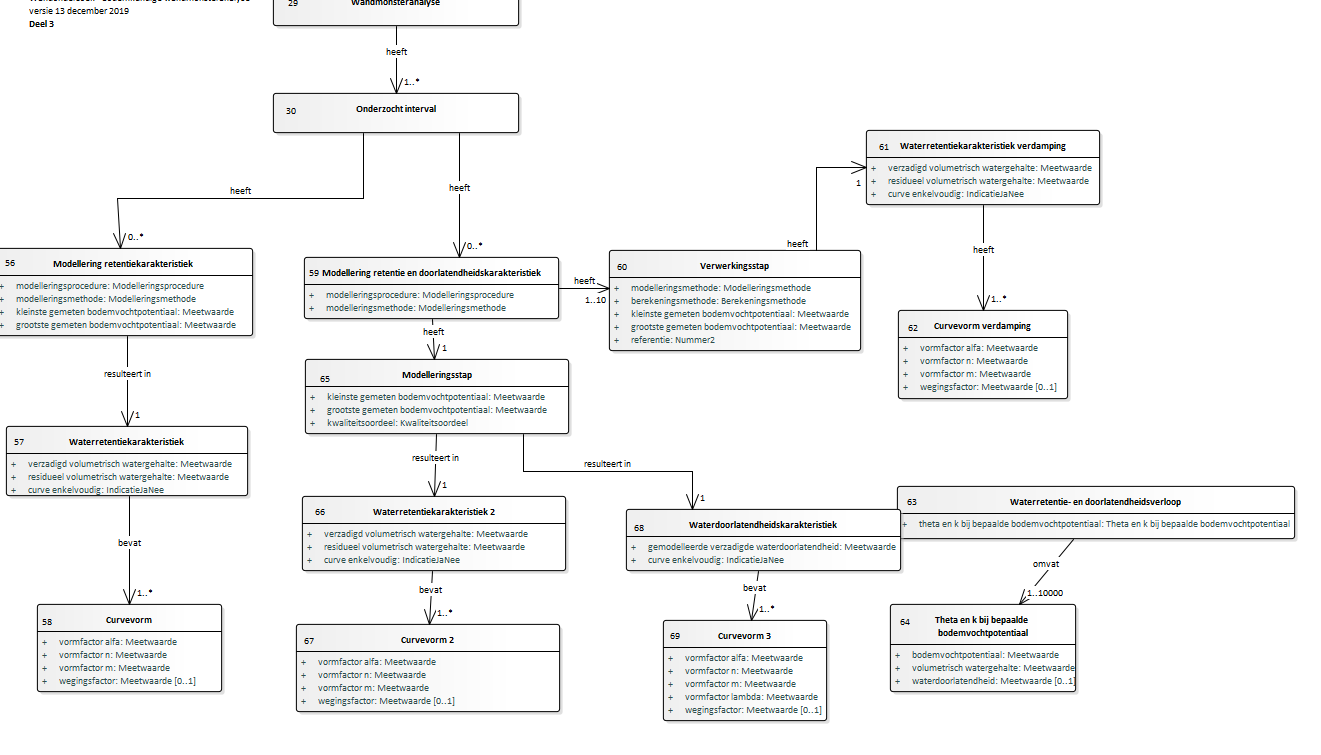 versie 13 december 2019
Deel 3
29 Wandmonsteranalyse
heeft
1..*
30 Onderzocht interval
heeft
0..*
heeft
0..*
56 Modellering retentiekarakteristiek
+ modelleringsprocedure: Modelleringsprocedure
+ modelleringsmethode: Modelleringsmethode
+ kleinste gemeten bodemvochtpotentiaal: Meetwaarde
+ grootste gemeten bodemvochtpotentiaal: Meetwaarde
resulteert in
1
57 Waterretentiekarakteristiek
+ verzadigd volumetrisch watergehalte: Meetwaarde
+ residueel volumetrisch watergehalte: Meetwaarde
+ curve enkelvoudig: IndicatieJaNee
bevat
1..*
58 Curvevorm
+ vormfactor alfa: Meetwaarde
+ vormfactor n: Meetwaarde
+ vormfactor m: Meetwaarde
+ wegingsfactor: Meetwaarde [0..1]
59 Modellering retentie en doorlatendheidskarakteristiek
+ modelleringsprocedure: Modelleringsprocedure
+ modelleringsmethode: Modelleringsmethode
heeft
1..10
60 Verwerkingsstap
+ modelleringsmethode: Modelleringsmethode
+ berekeningsmethode: Berekeningsmethode
+ kleinste gemeten bodemvochtpotentiaal: Meetwaarde
+ grootste gemeten bodemvochtpotentiaal: Meetwaarde
+ referentie: Nummer2
heeft
1
61 Waterretentiekarakteristiek verdamping
+ verzadigd volumetrisch watergehalte: Meetwaarde
+ residueel volumetrisch watergehalte: Meetwaarde
+ curve enkelvoudig: IndicatieJaNee
heeft
1..*
62 Curvevorm verdamping
+ vormfactor alfa: Meetwaarde
+ vormfactor n: Meetwaarde
+ vormfactor m: Meetwaarde
+ wegingsfactor: Meetwaarde [0..1]
heeft
1
65 Modelleringsstap
+ kleinste gemeten bodemvochtpotentiaal: Meetwaarde
+ grootste gemeten bodemvochtpotentiaal: Meetwaarde
+ kwaliteitsoordeel: Kwaliteitsoordeel
resulteert in
1
resulteert in
1
66 Waterretentiekarakteristiek 2
+ verzadigd volumetrisch watergehalte: Meetwaarde
+ residueel volumetrisch watergehalte: Meetwaarde
+ curve enkelvoudig: IndicatieJaNee
bevat
1..*
67 Curvevorm 2
+ vormfactor alfa: Meetwaarde
+ vormfactor n: Meetwaarde
+ vormfactor m: Meetwaarde
+ wegingsfactor: Meetwaarde [0..1]
68 Waterdoorlatendheidskarakteristiek
+ gemodelleerde verzadigde waterdoorlatendheid: Meetwaarde
+ curve enkelvoudig: IndicatieJaNee
bevat
1..*
69 Curvevorm 3
+ vormfactor alfa: Meetwaarde
+ vormfactor n: Meetwaarde
+ vormfactor m: Meetwaarde
+ vormfactor lambda: Meetwaarde
+ wegingsfactor: Meetwaarde [0..1]
63 Waterretentie- en doorlatendheidsverloop
+ theta en k bij bepaalde bodemvochtpotentiaal: Theta en k bij bepaalde bodemvochtpotentiaal
omvat
1..10000
64 Theta en k bij bepaalde
bodemvochtpotentiaal
+ bodemvochtpotentiaal: Meetwaarde
+ volumetrisch watergehalte: Meetwaarde
+ waterdoorlatendheid: Meetwaarde [0..1]